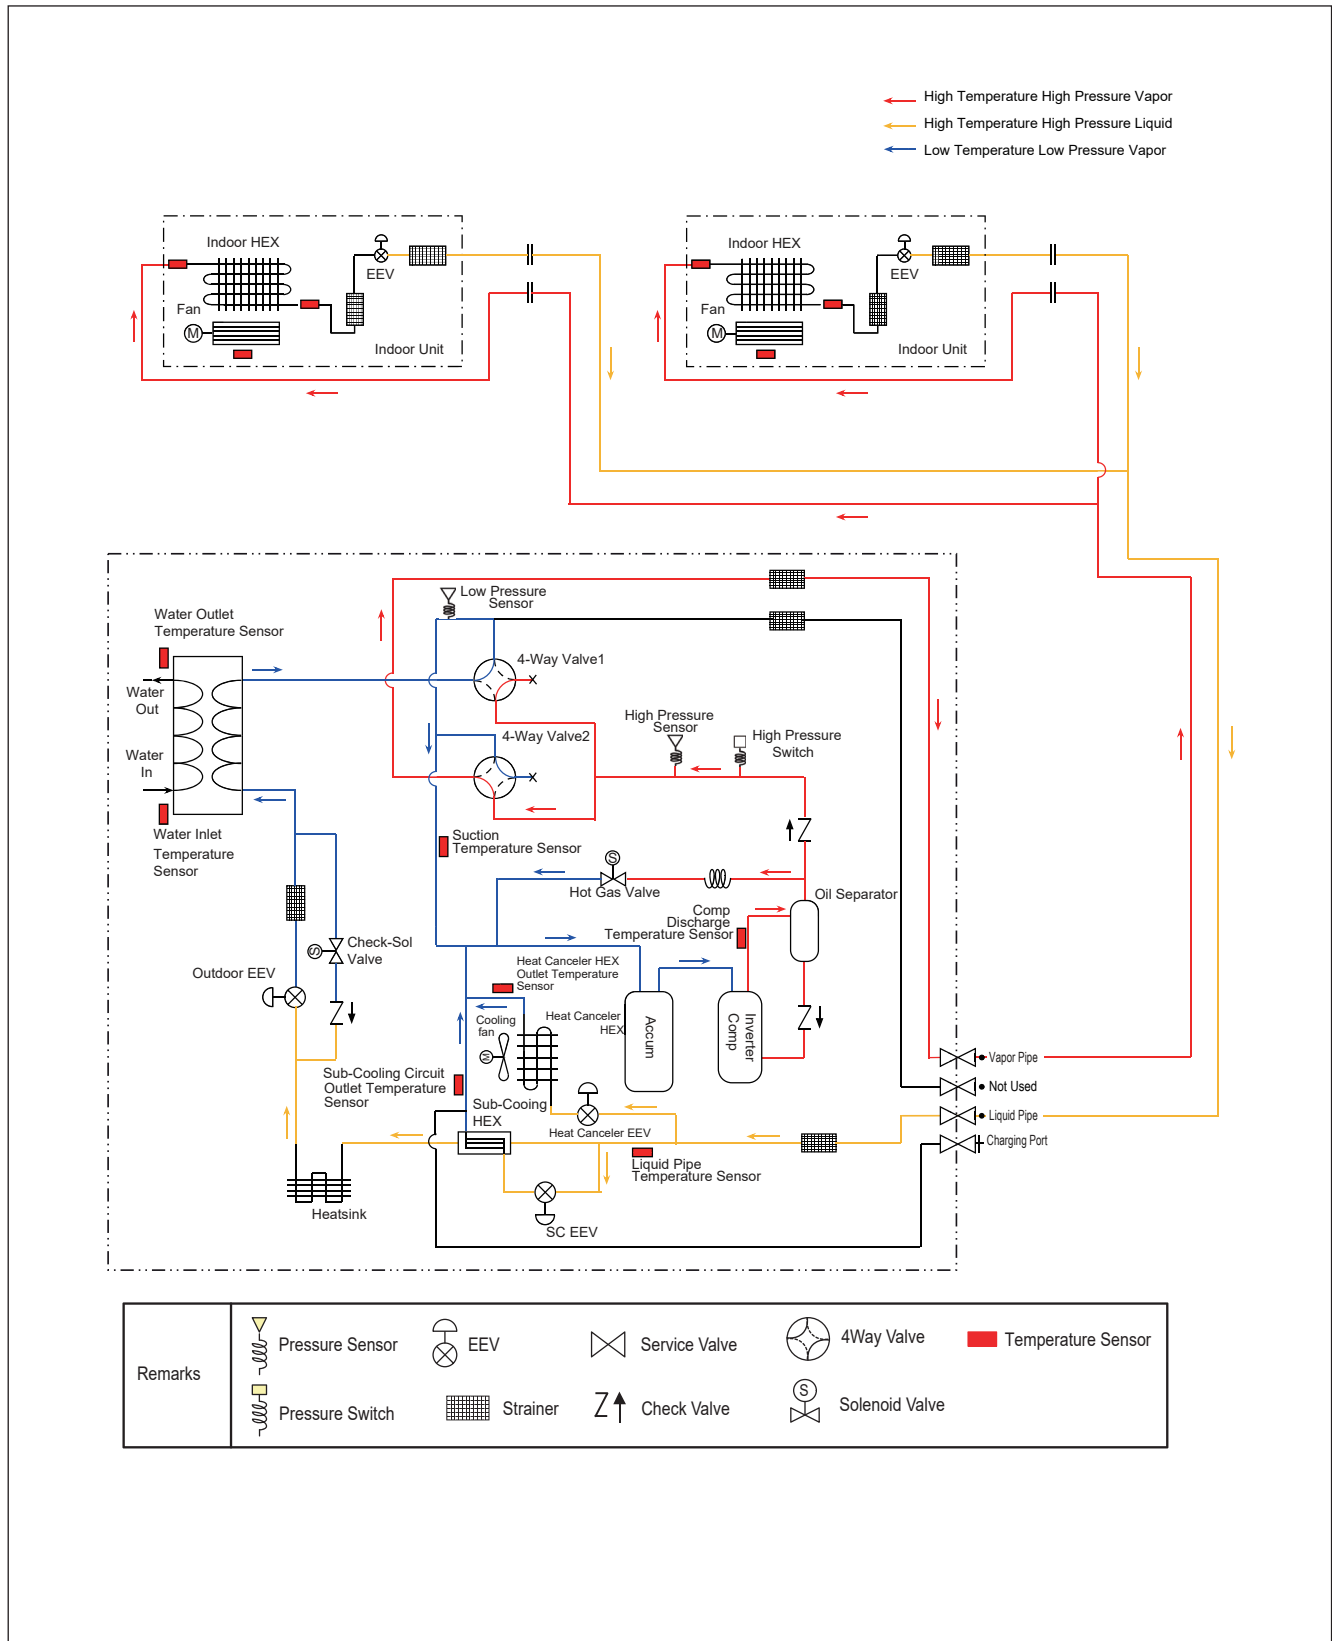 High Temperature High Pressure Vapor
High Temperature High Pressure Liquid
Low Temperature Low Pressure Vapor
Indoor HEX
EEV
Fan
M
Indoor Unit
Indoor HEX
EEV
Fan
M
Indoor Unit
Low Pressure
Sensor
Water Outlet
Temperature Sensor
4-Way Valve1
Water
Out
High Pressure
Sensor
High Pressure
Switch
4-Way Valve2
Water
In
Water Inlet
Temperature
Sensor
Suction
Temperature Sensor
S
Hot Gas Valve
Oil Separator
Comp
Discharge
Temperature Sensor
S
Check-Sol
Valve
Outdoor EEV
Heat Canceler HEX
Outlet Temperature
Sensor
Cooling
fan
M
Heat Canceler
HEX
Accum
Inverter
Comp
Vapor Pipe
Not Used
Liquid Pipe
Charging Port
Sub-Cooling Circuit
Outlet Temperature
Sensor
Sub-Cooing
HEX
Heat Canceler EEV
Liquid Pipe
Temperature Sensor
Heatsink
SC EEV
Remarks
Pressure Sensor
EEV
Service Valve
4Way Valve
Temperature Sensor
Pressure Switch
Strainer
Check Valve
S
Solenoid Valve